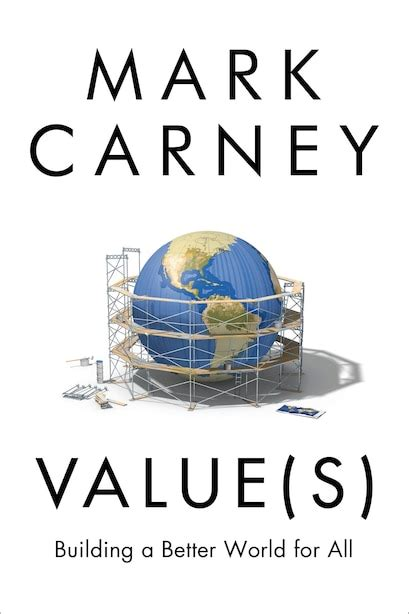 MARK
CARNEY
VALUE(S)
Building a Better World for All